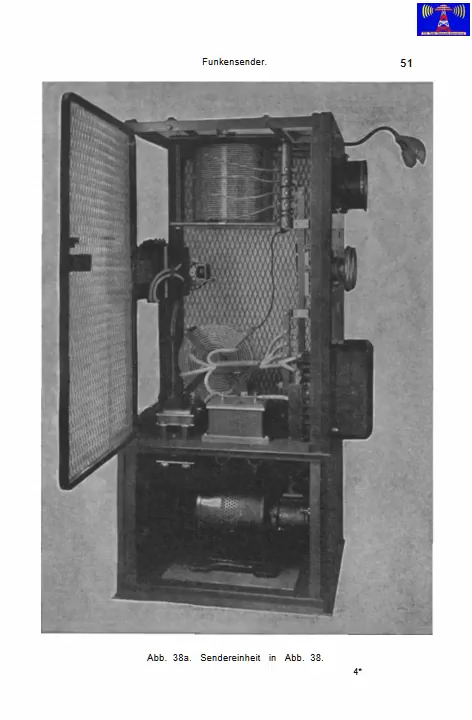 Funkensender.
51
Abb. 38a. Sendereinheit in Abb. 38.
4*